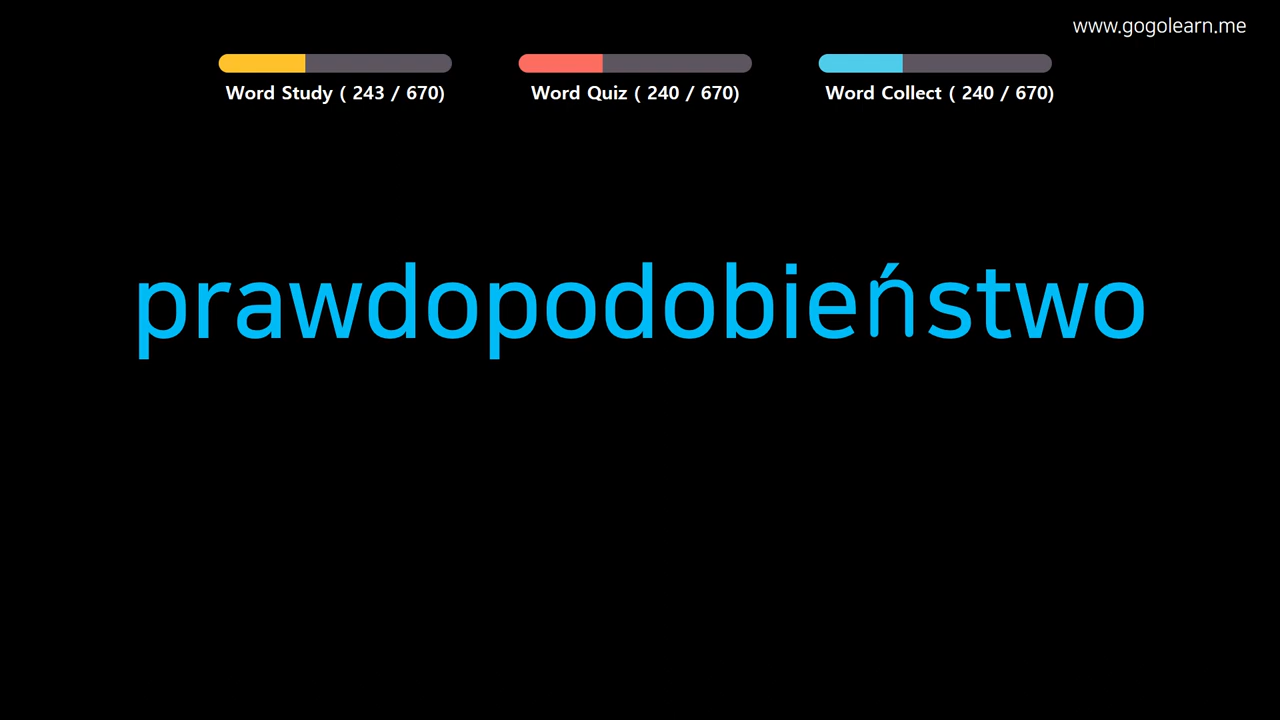 www.gogolearn.me
Word Study ( 243 / 670)
Word Quiz ( 240 / 670)
Word Collect ( 240 / 670)
prawdopodobieństwo